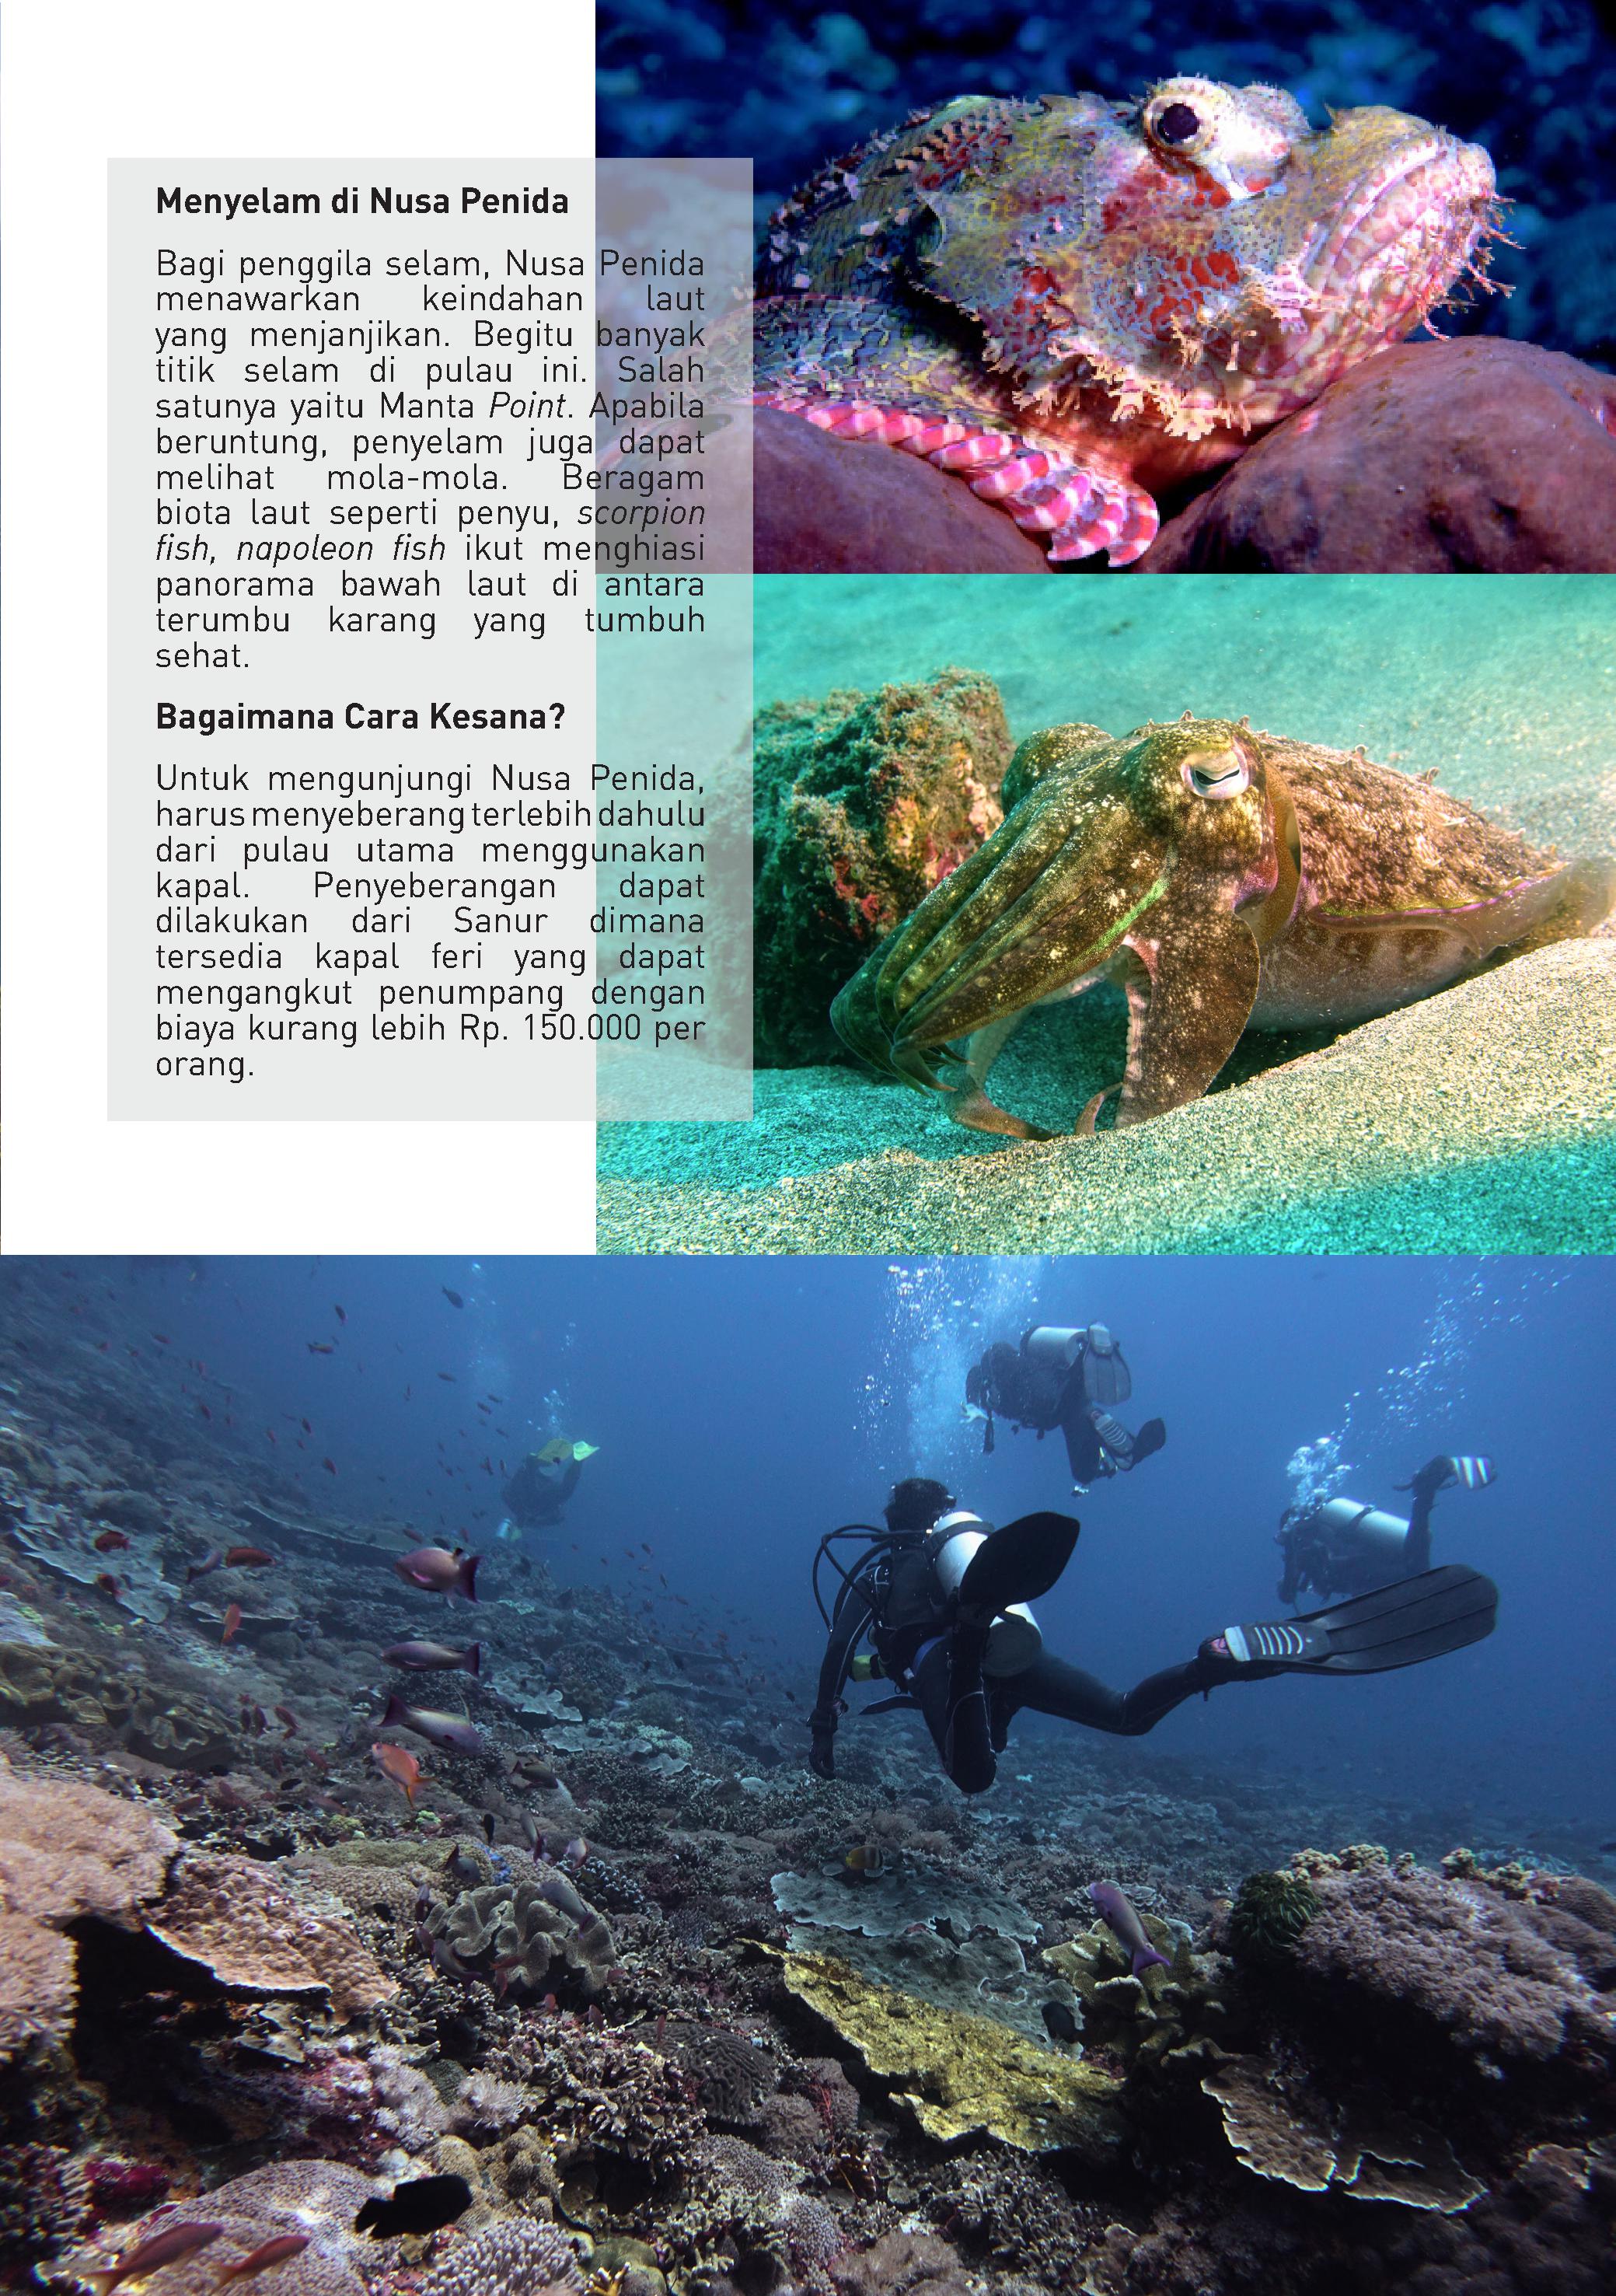 Menyelam di Nusa Penida
Bagi penggila selam, Nusa Penida
menawarkan keindahan laut
yang menjanjikan. Begitu banyak
titik selam di pulau ini. Salah
satunya yaitu Manta Point. Apabila
beruntung, penyelam juga dapat
melihat mola-mola. Beragam
biota laut seperti penyu, scorpion
fish, napoleon fish ikut menghiasi
panorama bawah laut di antara
terumbu karang yang tumbuh
sehat.
Bagaimana Cara Kesana?
Untuk mengunjungi Nusa Penida,
harus menyeberang terlebih dahulu
dari pulau utama menggunakan
kapal. Penyeberangan dapat
dilakukan dari Sanur dimana
tersedia kapal feri yang dapat
mengangkut penumpang dengan
biaya kurang lebih Rp. 150.000 per
orang.